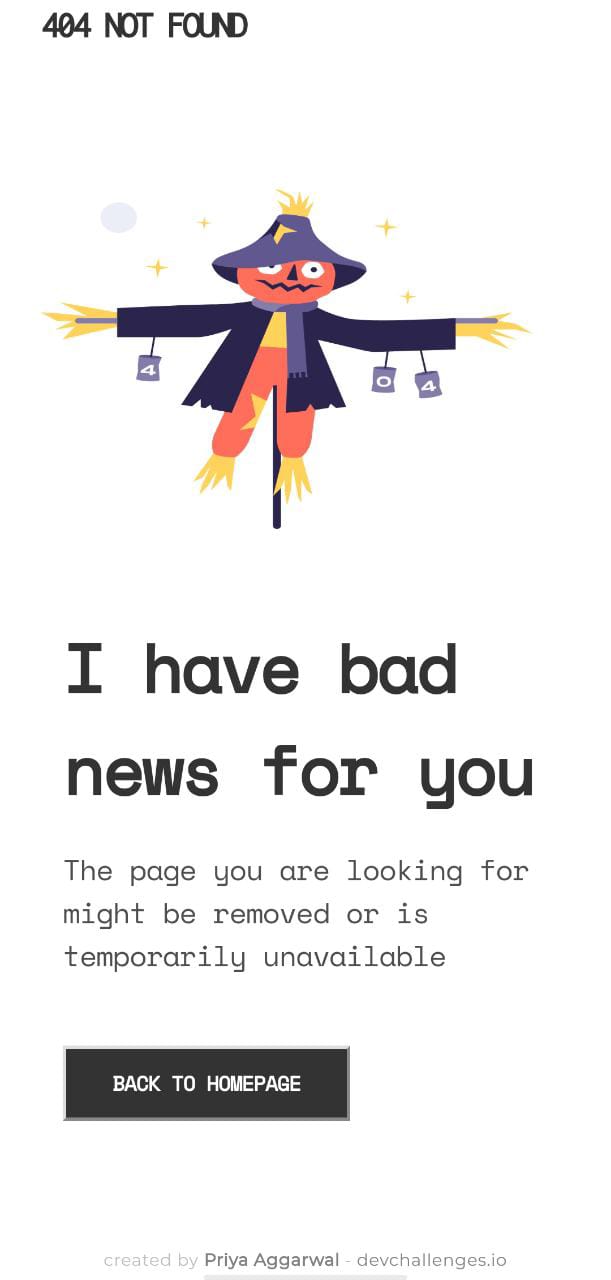 404 NOT FOUND
4
0
4
I have bad
news for you
The page you are looking for
might be removed or is
temporarily unavailable
BACK TO HOMEPAGE
created by Priya Aggarwal - devchallenges.io